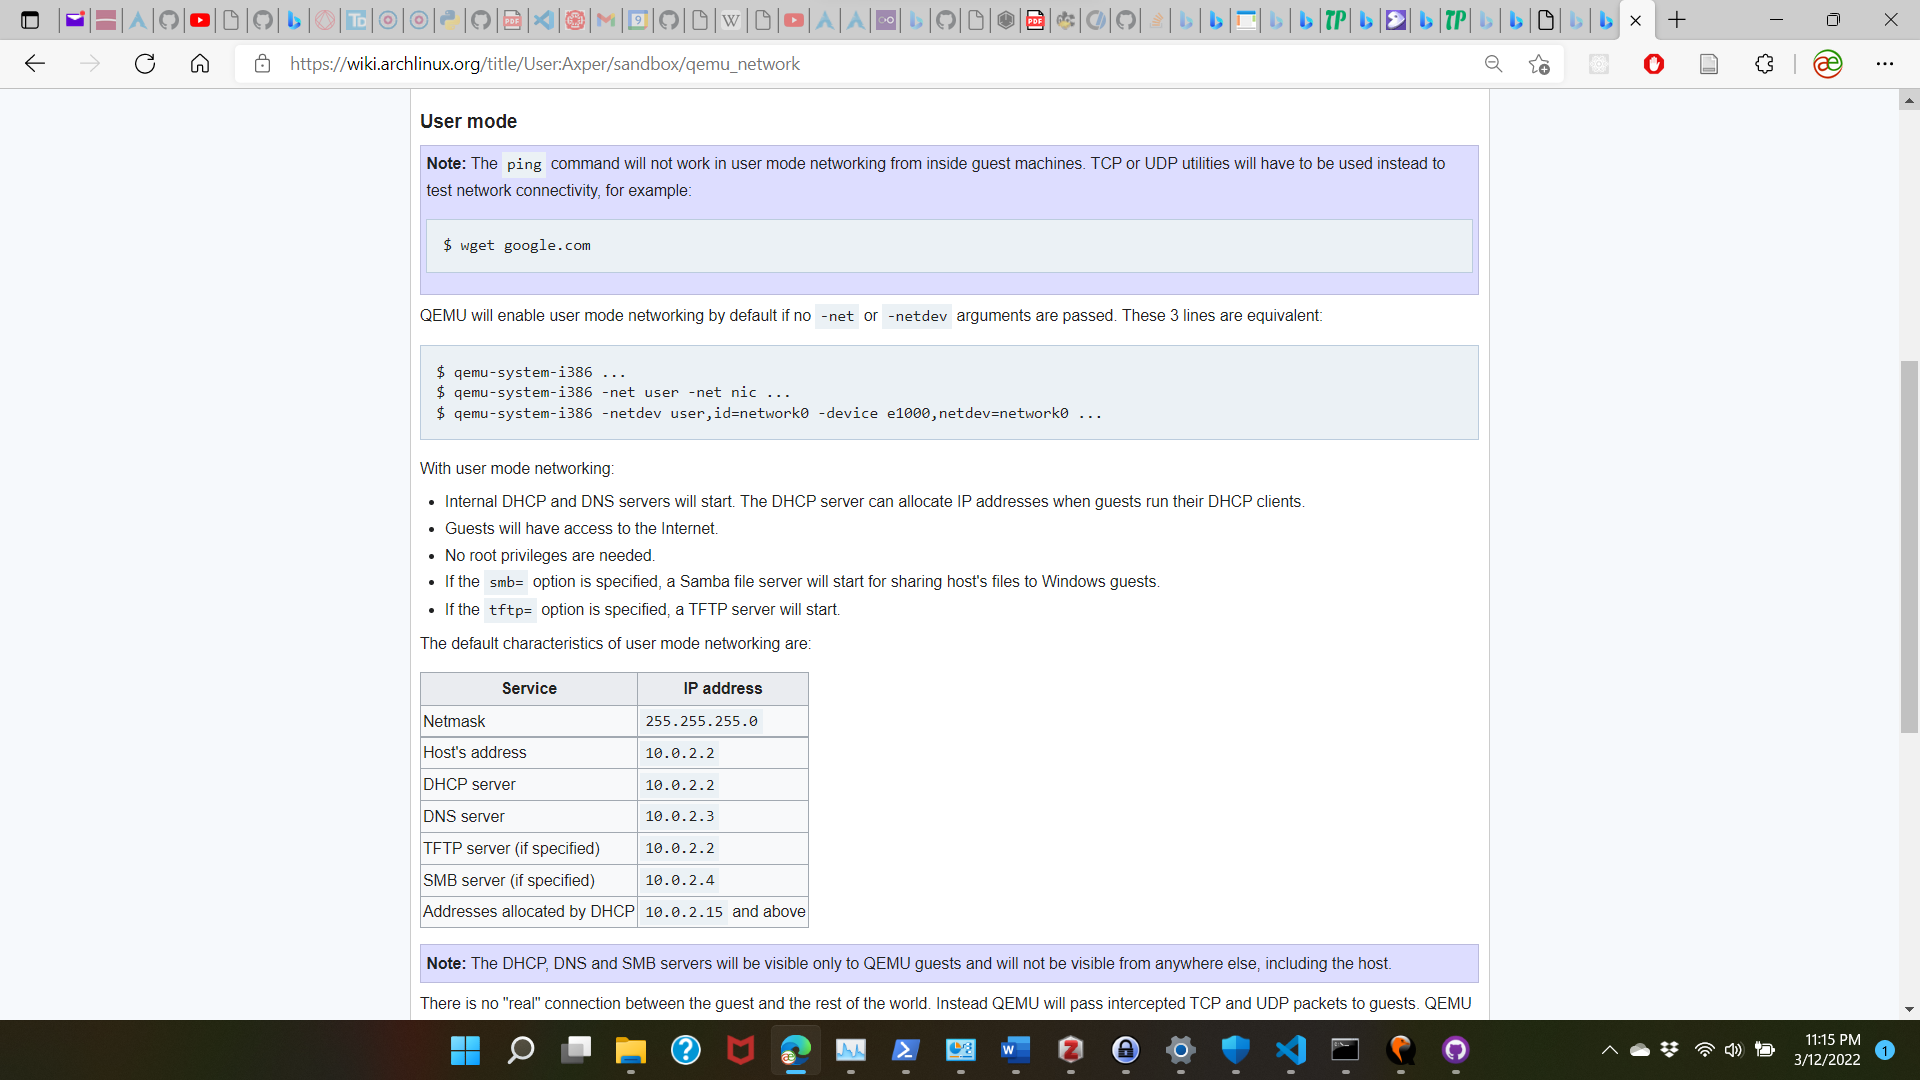 https://wiki.archlinux.org/title/User:Axper/sandbox/qemu_network
User mode
Note: The ping command will not work in user mode networking from inside guest machines. TCP or UDP utilities will have to be used instead to
test network connectivity, for example:
$ wget google.com
QEMU will enable user mode networking by default if no -net or -netdev arguments are passed. These 3 lines are equivalent:
$ qemu-system-i386 ...
$ qemu-system-i386 -net user -net nic ...
$ qemu-system-i386 -netdev user,id=network0 -device e1000,netdev=network0 ...
With user mode networking:
• Internal DHCP and DNS servers will start. The DHCP server can allocate IP addresses when guests run their DHCP clients.
• Guests will have access to the Internet.
• No root privileges are needed.
• If the smb= option is specified, a Samba file server will start for sharing host's files to Windows guests.
• If the tftp= option is specified, a TFTP server will start.
The default characteristics of user mode networking are:
Service IP address
Netmask 255.255.255.0
Host's address 10.0.2.2
DHCP server 10.0.2.2
DNS server 10.0.2.3
TFTP server (if specified) 10.0.2.2
SMB server (if specified) 10.0.2.4
Addresses allocated by DHCP 10.0.2.15 and above
Note: The DHCP, DNS and SMB servers will be visible only to QEMU guests and will not be visible from anywhere else, including the host.
There is no "real" connection between the guest and the rest of the world. Instead QEMU will pass intercepted TCP and UDP packets to guests. QEMU
11:15 PM
3/12/2022
1